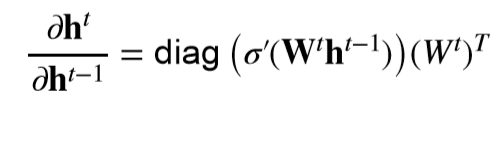 ∂h^t / ∂h^{t−1} = diag (σ′(W^t h^{t−1})) (W^t)^T